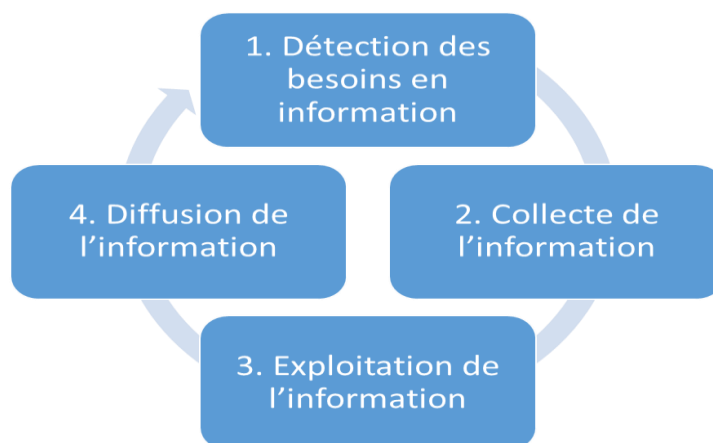 1. Détection des
besoins en
information
2. Collecte de
l’information
3. Exploitation de
l’information
4. Diffusion de
l’information